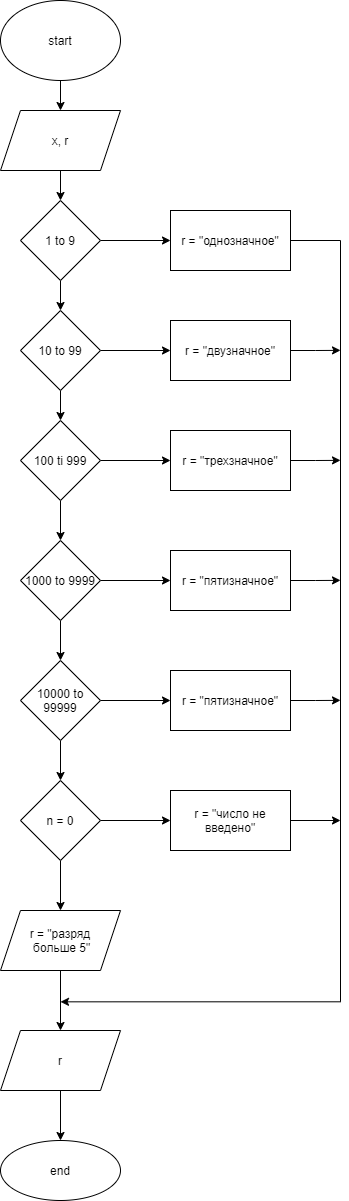 start
x, r
1 to 9
r = "однозначное"
10 to 99
r = "двузначное"
100 ti 999
r = "трехзначное"
1000 to 9999
r = "пятизначное"
10000 to
99999
r = "пятизначное"
n = 0
r = "число не
введено"
r = "разряд
больше 5"
r
end